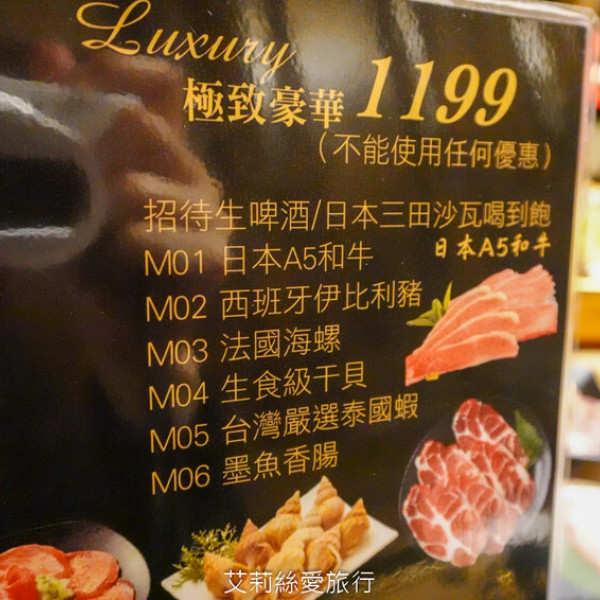 Luxury
極致豪華 1199
（不能使用任何優惠）
招待生啤酒/日本三田沙瓦喝到飽
M01 日本A5和牛
日本A5和牛
M02 西班牙伊比利豬
M03 法國海螺
M04 生食級干貝
M05 台灣嚴選泰國蝦
M06 墨魚香腸
艾莉絲愛旅行